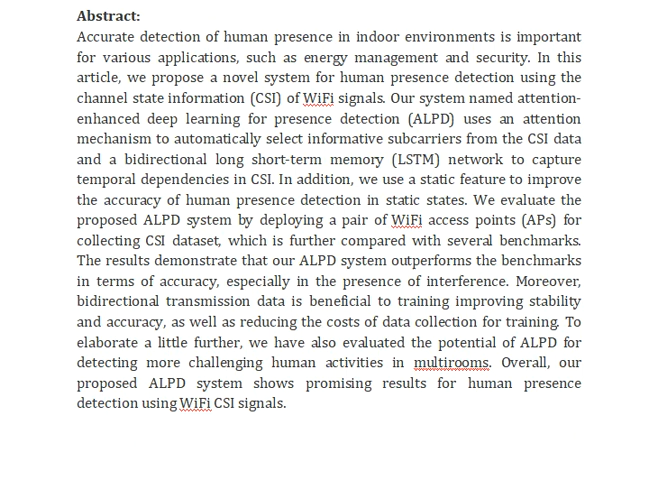 Abstract:
Accurate detection of human presence in indoor environments is important
for various applications, such as energy management and security. In this
article, we propose a novel system for human presence detection using the
channel state information (CSI) of WiFi signals. Our system named attention-
enhanced deep learning for presence detection (ALPD) uses an attention
mechanism to automatically select informative subcarriers from the CSI data
and a bidirectional long short-term memory (LSTM) network to capture
temporal dependencies in CSI. In addition, we use a static feature to improve
the accuracy of human presence detection in static states. We evaluate the
proposed ALPD system by deploying a pair of WiFi access points (APs) for
collecting CSI dataset, which is further compared with several benchmarks.
The results demonstrate that our ALPD system outperforms the benchmarks
in terms of accuracy, especially in the presence of interference. Moreover,
bidirectional transmission data is beneficial to training improving stability
and accuracy, as well as reducing the costs of data collection for training. To
elaborate a little further, we have also evaluated the potential of ALPD for
detecting more challenging human activities in multirooms. Overall, our
proposed ALPD system shows promising results for human presence
detection using WiFi CSI signals.